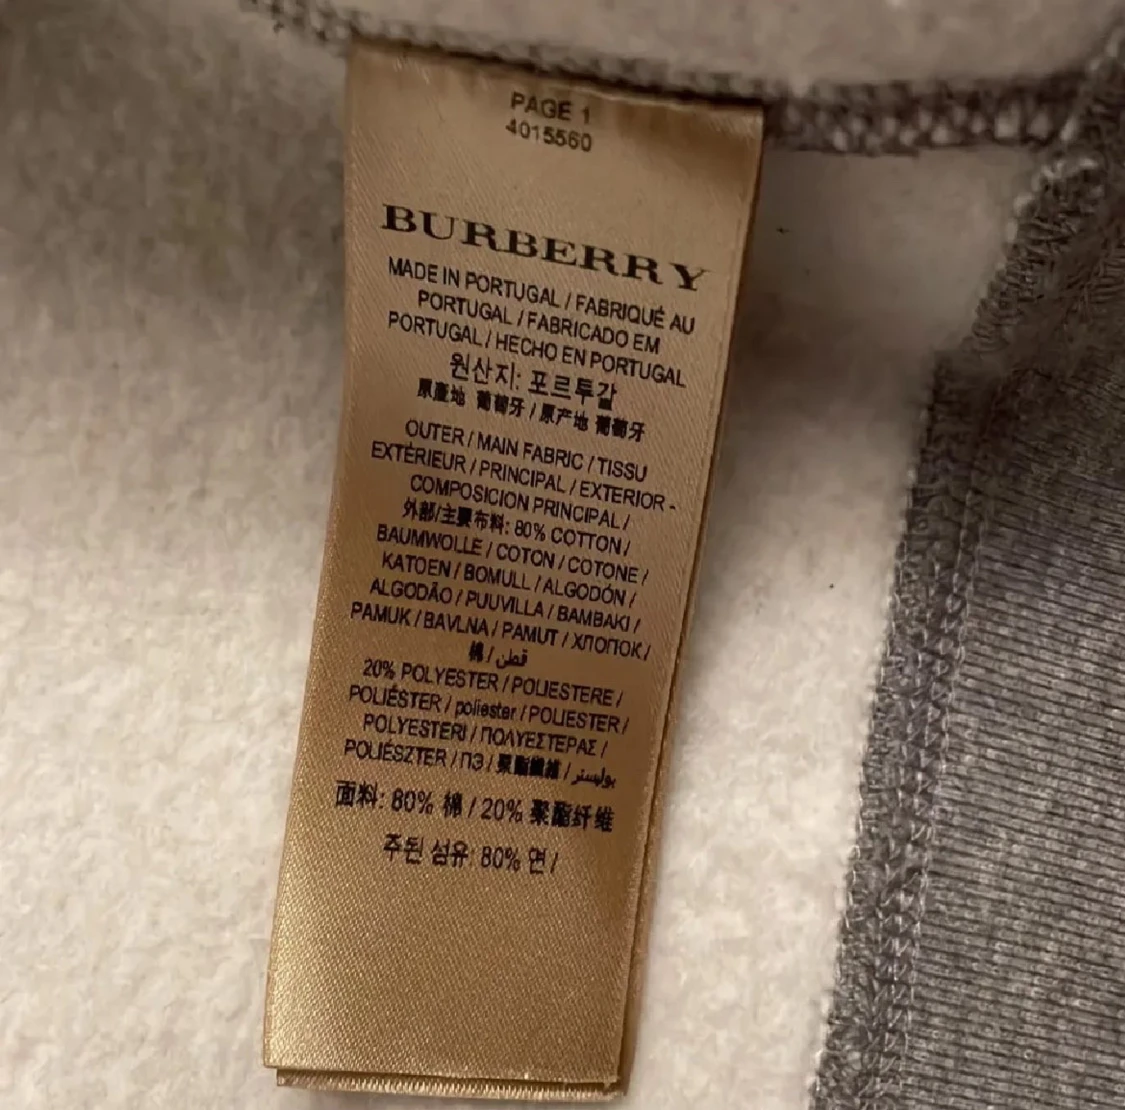 PAGE 1
4015560
BURBERRY
MADE IN PORTUGAL / FABRIQUÉ AU
PORTUGAL / FABRICADO EM
PORTUGAL / HECHO EN PORTUGAL
원산지: 포르투갈
原產地 葡萄牙 / 原产地 葡萄牙
OUTER / MAIN FABRIC / TISSU
EXTÉRIEUR / PRINCIPAL / EXTERIOR -
COMPOSICION PRINCIPAL /
外部/主要布料: 80% COTTON /
BAUMWOLLE / COTON / COTONE /
KATOEN / BOMULL / ALGODÓN /
ALGODÃO / PUUVILLA / BAMBAKI /
PAMUK / BAVLNA / PAMUT / ХЛОПОК /
棉 / قطن
20% POLYESTER / POLIESTERE /
POLIÉSTER / poliester / POLIESTER /
POLYESTERI / ΠΟΛΥΕΣΤΕΡΑΣ /
POLIÉSZTER / ПЭ / 聚酯纖維 / بوليستر
面料: 80% 棉 / 20% 聚酯纤维
주된 섬유: 80% 면 /